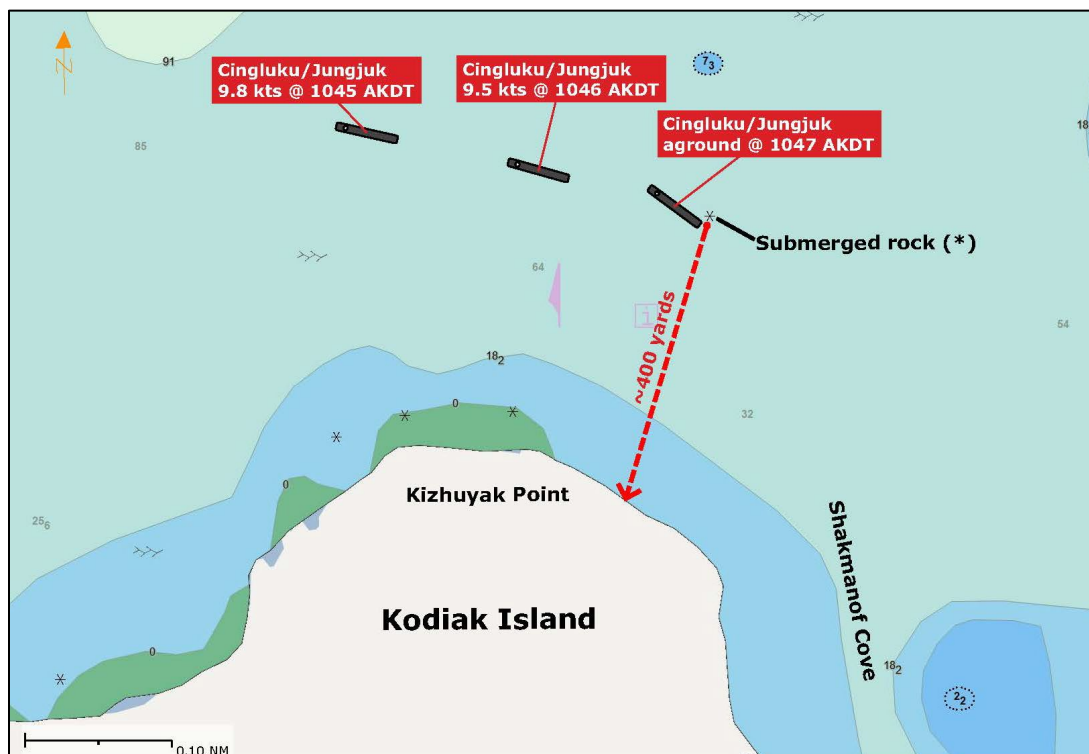 N
91
Cingluku/Jungjuk
9.8 kts @ 1045 AKDT
Cingluku/Jungjuk
9.5 kts @ 1046 AKDT
7₃
Cingluku/Jungjuk
aground @ 1047 AKDT
18
85
Submerged rock (*)
64
i
~400 yards
54
18₂
32
0
Kizhuyak Point
0
25₆
Shakmanof Cove
Kodiak Island
0
18₂
2₂
0.10 NM